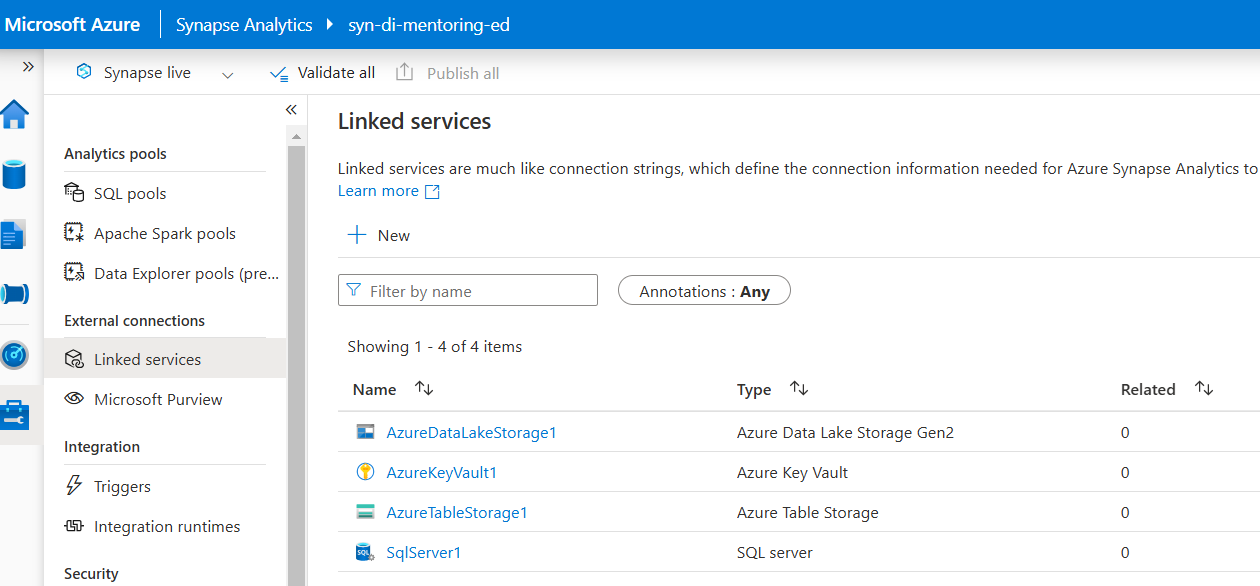 Microsoft Azure Synapse Analytics syn-di-mentoring-ed
Synapse live Validate all Publish all
Analytics pools
SQL pools
Apache Spark pools
Data Explorer pools (pre...
External connections
Linked services
Microsoft Purview
Integration
Triggers
Integration runtimes
Security
Linked services
Linked services are much like connection strings, which define the connection information needed for Azure Synapse Analytics to
Learn more
New
Filter by name Annotations : Any
Showing 1 - 4 of 4 items
Name Type Related
AzureDataLakeStorage1 Azure Data Lake Storage Gen2 0
AzureKeyVault1 Azure Key Vault 0
AzureTableStorage1 Azure Table Storage 0
SQL SqlServer1 SQL server 0